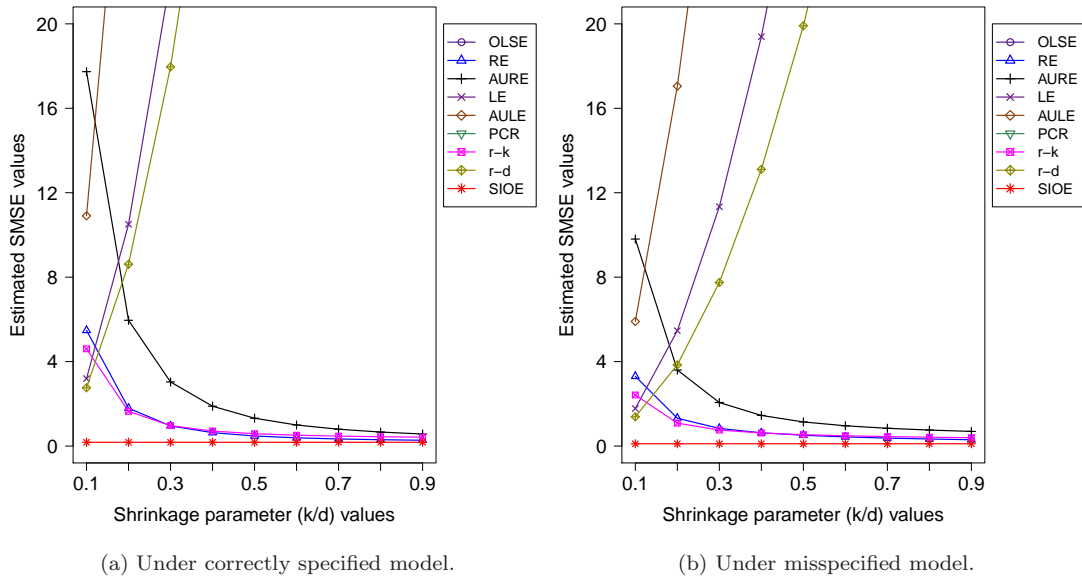 20
16
12
8
4
0
Estimated SMSE values
0.1
0.3
0.5
0.7
0.9
Shrinkage parameter (k/d) values
OLSE
RE
AURE
LE
AULE
PCR
r−k
r−d
SIOE
(a) Under correctly specified model.
20
16
12
8
4
0
Estimated SMSE values
0.1
0.3
0.5
0.7
0.9
Shrinkage parameter (k/d) values
OLSE
RE
AURE
LE
AULE
PCR
r−k
r−d
SIOE
(b) Under misspecified model.